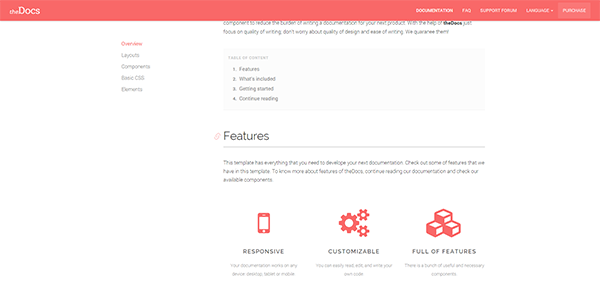 theDocs
DOCUMENTATION
FAQ
SUPPORT FORUM
LANGUAGE
PURCHASE
Overview
Layouts
Components
Basic CSS
Elements
component to reduce the burden of writing a documentation for your next product. With the help of theDocs just
focus on quality of writing, don't worry about quality of design and ease of writing. We guarantee them!
TABLE OF CONTENT
1. Features
2. What's included
3. Getting started
4. Continue reading
Features
This template has everything that you need to develope your next documentation. Check out some of features that we
have in this template. To know more about features of theDocs, continue reading our documentation and check our
available components.
RESPONSIVE
Your documentation works on any
device: desktop, tablet or mobile.
CUSTOMIZABLE
You can easily read, edit, and write your
own code.
FULL OF FEATURES
There is a bunch of useful and necessary
components.